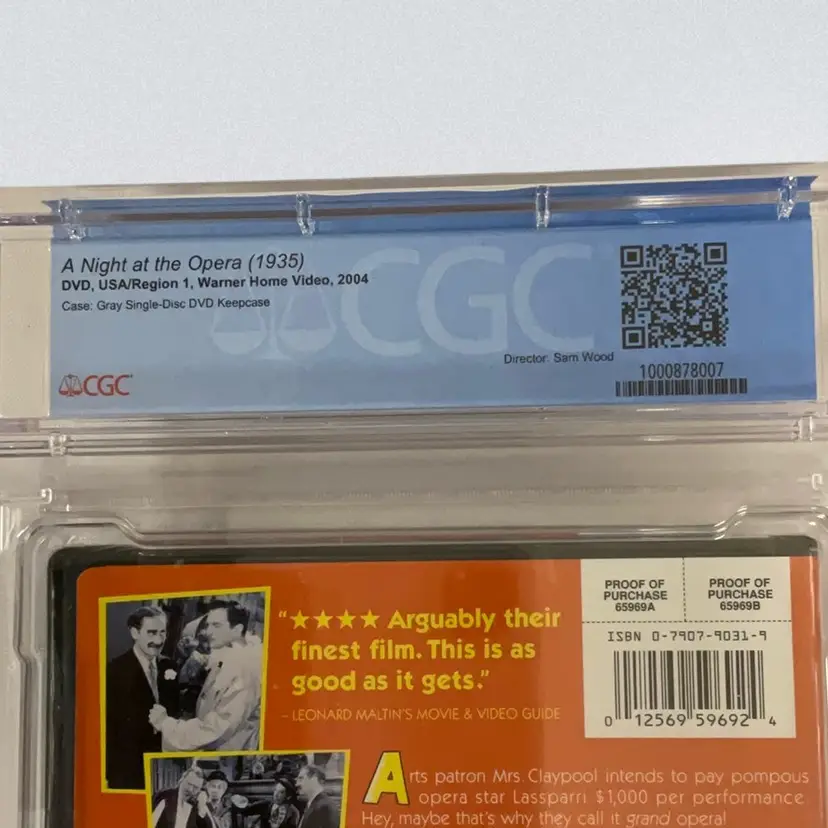 A Night at the Opera (1935)
DVD, USA/Region 1, Warner Home Video, 2004
Case: Gray Single-Disc DVD Keepcase
CGC
Director: Sam Wood
1000878007
CGC
PROOF OF PURCHASE 65969A
PROOF OF PURCHASE 65969B
ISBN 0-7907-9031-9
0 12569 59692 4
"★★★★ Arguably their
finest film. This is as
good as it gets."
– LEONARD MALTIN'S MOVIE & VIDEO GUIDE
Arts patron Mrs. Claypool intends to pay pompous
opera star Lassparri $1,000 per performance.
Hey, maybe that's why they call it grand opera!